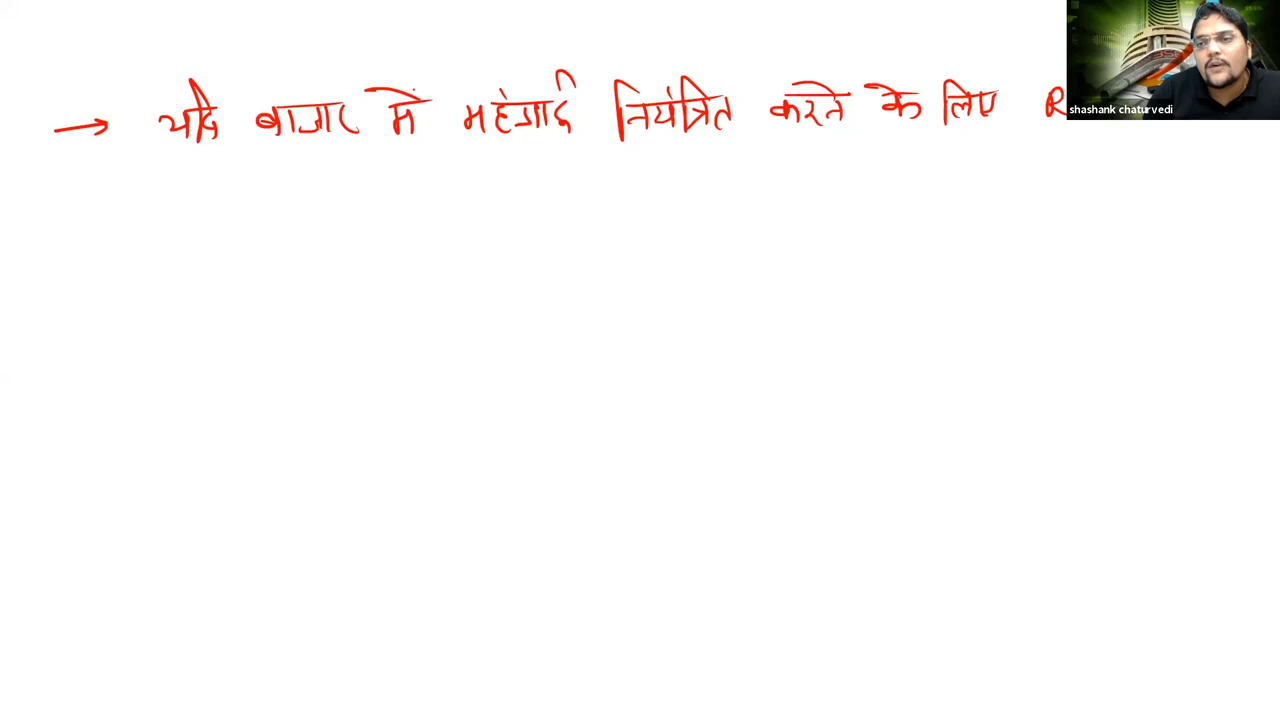 → यदि बाजार में महंगाई नियंत्रित करने के लिए R
shashank chaturvedi